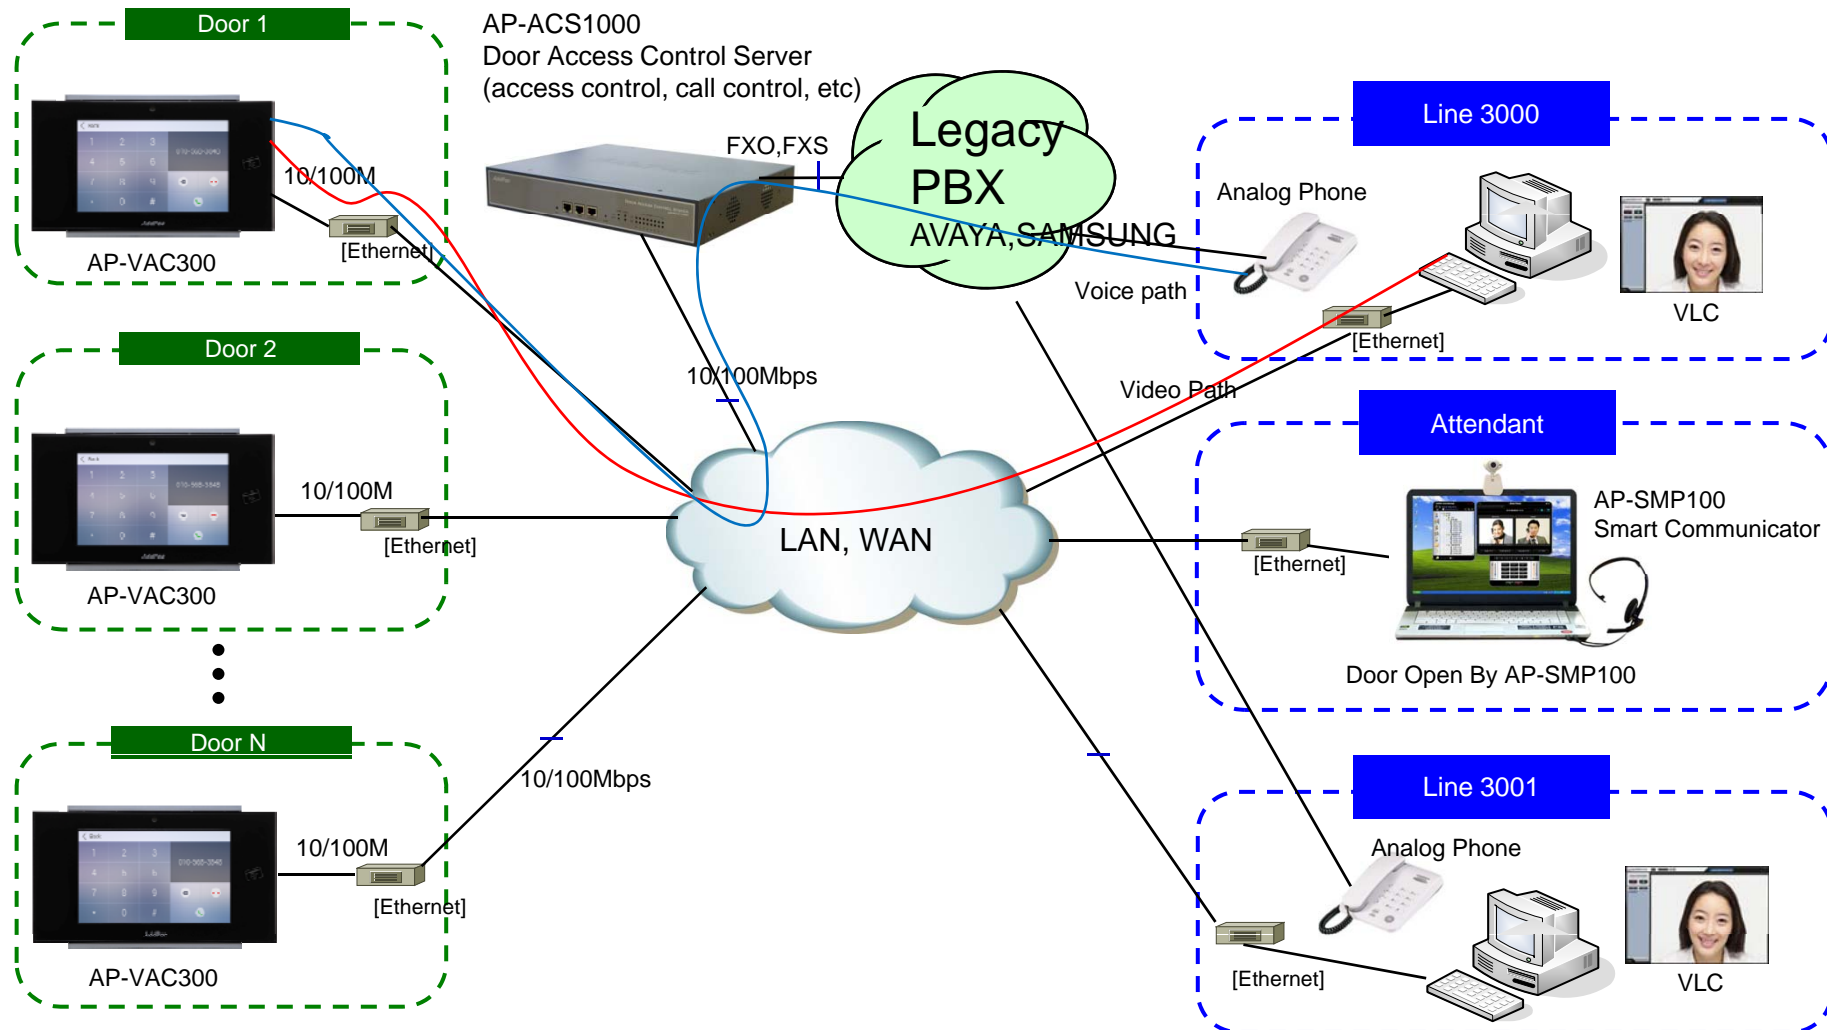 Door 1
AP-VAC300
10/100M
[Ethernet]
Door 2
10/100M
[Ethernet]
AP-VAC300
Door N
10/100M
[Ethernet]
AP-VAC300
10/100Mbps
AP-ACS1000
Door Access Control Server
(access control, call control, etc)
FXO,FXS
Legacy
PBX
AVAYA,SAMSUNG
10/100Mbps
LAN, WAN
Voice path
Video Path
Line 3000
Analog Phone
VLC
[Ethernet]
Attendant
AP-SMP100
Smart Communicator
[Ethernet]
Door Open By AP-SMP100
Line 3001
Analog Phone
[Ethernet]
VLC